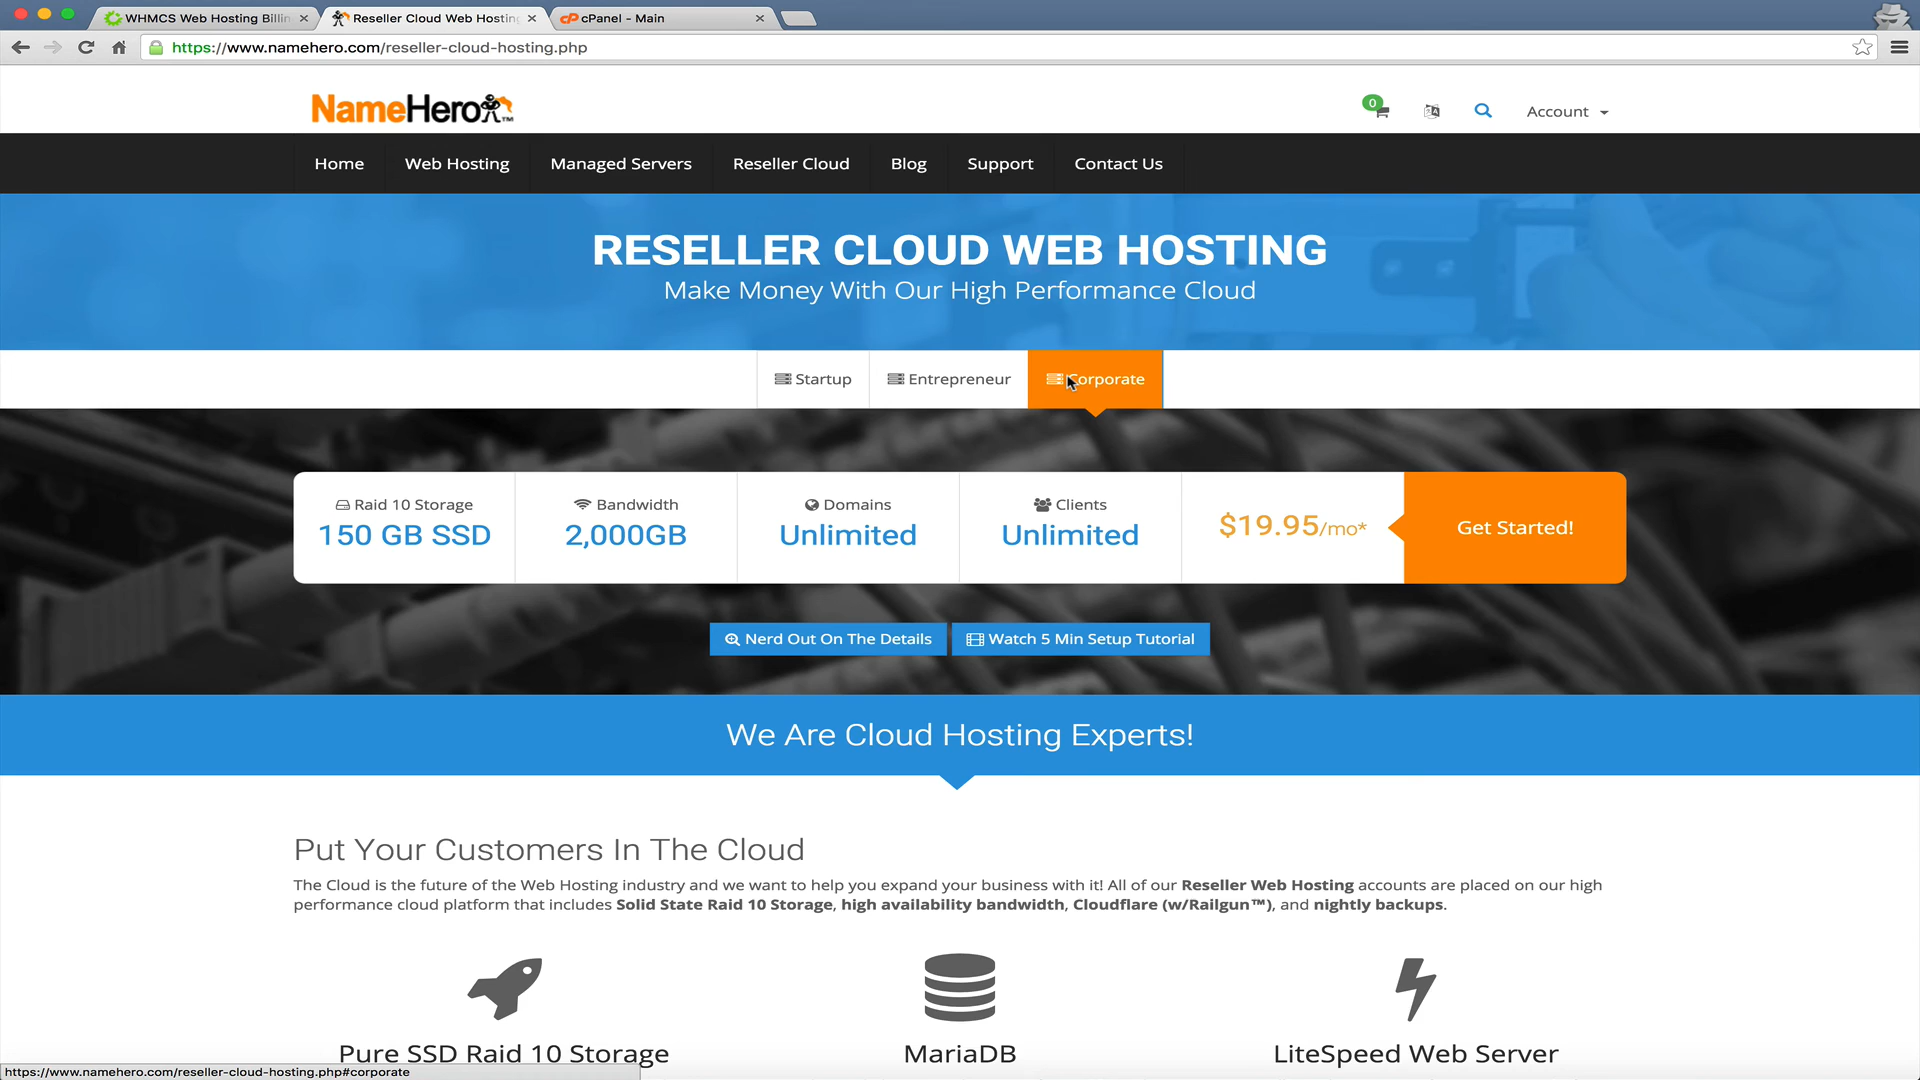 WHMCS Web Hosting Billin
Reseller Cloud Web Hosting
cPanel - Main
https://www.namehero.com/reseller-cloud-hosting.php
NameHero™
0
Account
Home
Web Hosting
Managed Servers
Reseller Cloud
Blog
Support
Contact Us
RESELLER CLOUD WEB HOSTING
Make Money With Our High Performance Cloud
Startup
Entrepreneur
Corporate
Raid 10 Storage
150 GB SSD
Bandwidth
2,000GB
Domains
Unlimited
Clients
Unlimited
$19.95/mo*
Get Started!
Nerd Out On The Details
Watch 5 Min Setup Tutorial
We Are Cloud Hosting Experts!
Put Your Customers In The Cloud
The Cloud is the future of the Web Hosting industry and we want to help you expand your business with it! All of our Reseller Web Hosting accounts are placed on our high
performance cloud platform that includes Solid State Raid 10 Storage, high availability bandwidth, Cloudflare (w/Railgun™), and nightly backups.
Pure SSD Raid 10 Storage
MariaDB
LiteSpeed Web Server
https://www.namehero.com/reseller-cloud-hosting.php#corporate